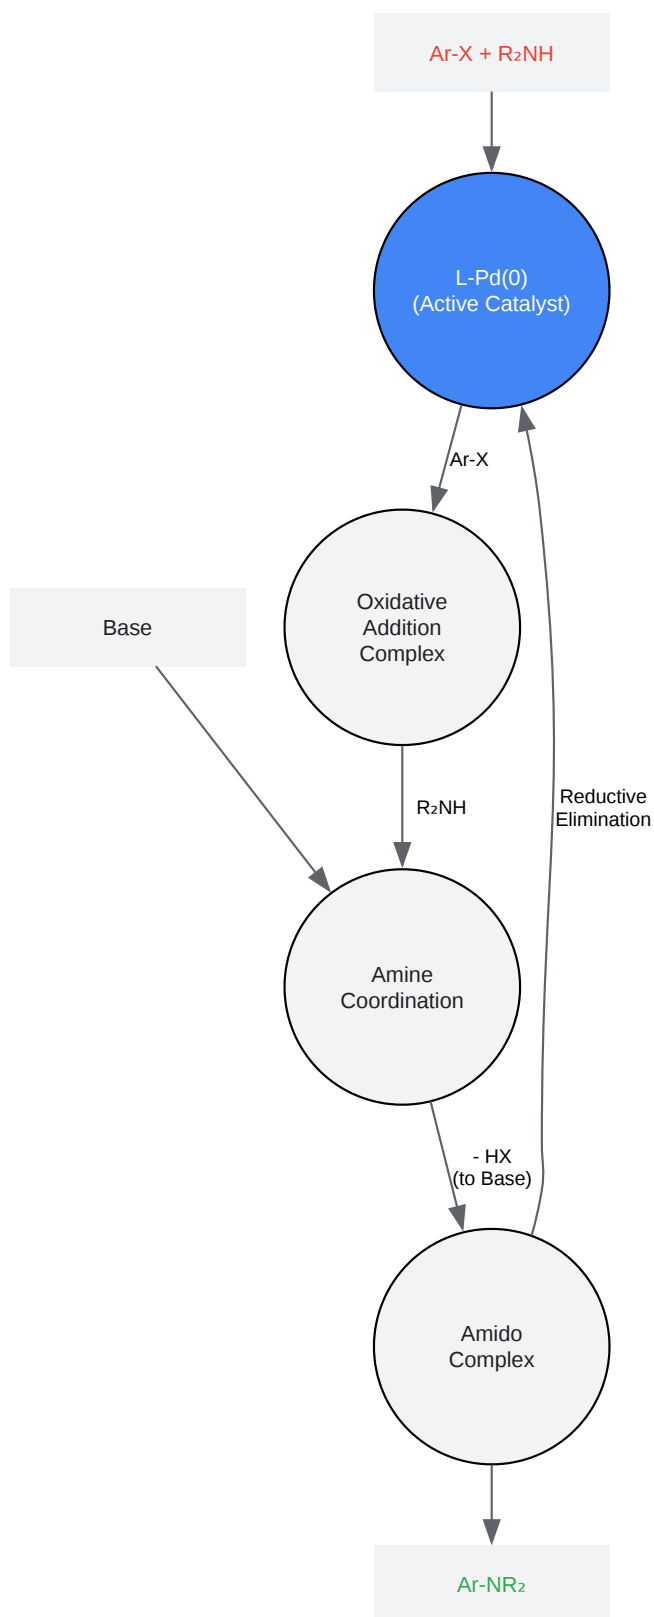 Ar-X + R₂NH
L-Pd(0)
(Active Catalyst)
Ar-X
Oxidative
Addition
Complex
Base
R₂NH
Reductive
Elimination
Amine
Coordination
- HX
(to Base)
Amido
Complex
Ar-NR₂